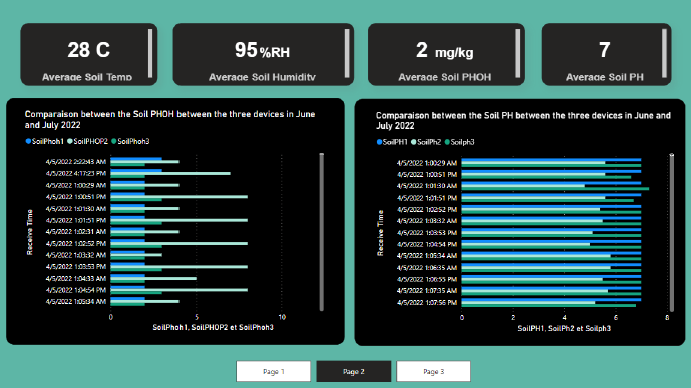 28 C
Average Soil Temp
95 %RH
Average Soil Humidity
2 mg/kg
Average Soil PHOH
7
Average Soil PH
Comparaison between the Soil PHOH between the three devices in June
and July 2022
SoilPhoh1 SoilPHOP2 SoilPhoh3
Receive Time
4/5/2022 2:22:43 AM
4/5/2022 4:17:23 PM
4/5/2022 1:00:29 AM
4/5/2022 1:00:51 PM
4/5/2022 1:01:30 AM
4/5/2022 1:01:51 PM
4/5/2022 1:02:31 AM
4/5/2022 1:02:52 PM
4/5/2022 1:03:32 AM
4/5/2022 1:03:53 PM
4/5/2022 1:04:33 AM
4/5/2022 1:04:54 PM
4/5/2022 1:05:34 AM
0 5 10
SoilPhoh1, SoilPHOP2 et SoilPhoh3
Comparaison between the Soil PH between the three devices in June and
July 2022
SoilPH1 SoilPh2 Soilph3
Receive Time
4/5/2022 1:00:29 AM
4/5/2022 1:00:51 PM
4/5/2022 1:01:30 AM
4/5/2022 1:01:51 PM
4/5/2022 1:02:52 PM
4/5/2022 1:03:32 AM
4/5/2022 1:03:53 PM
4/5/2022 1:04:54 PM
4/5/2022 1:05:34 AM
4/5/2022 1:06:35 AM
4/5/2022 1:06:55 PM
4/5/2022 1:07:35 AM
4/5/2022 1:07:56 PM
0 2 4 6 8
SoilPH1, SoilPh2 et Soilph3
Page 1
Page 2
Page 3